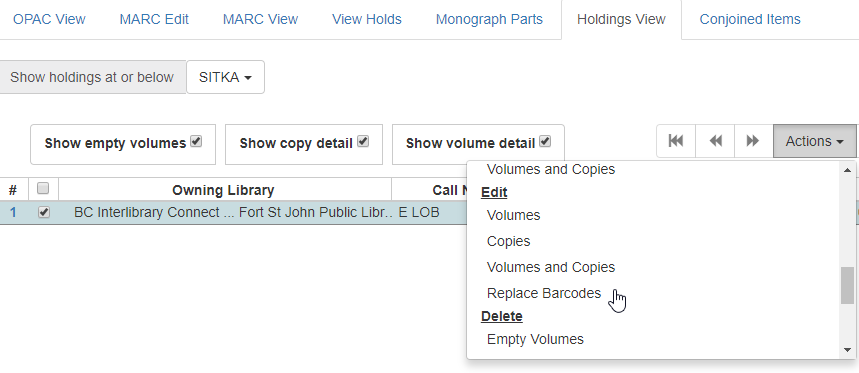 OPAC View MARC Edit MARC View View Holds Monograph Parts Holdings View Conjoined Items
Show holdings at or below SITKA
Show empty volumes Show copy detail Show volume detail Actions
Volumes and Copies
# Owning Library Call N
Edit
1 BC Interlibrary Connect ... Fort St John Public Libr... E LOB
Volumes
Copies
Volumes and Copies
Replace Barcodes
Delete
Empty Volumes